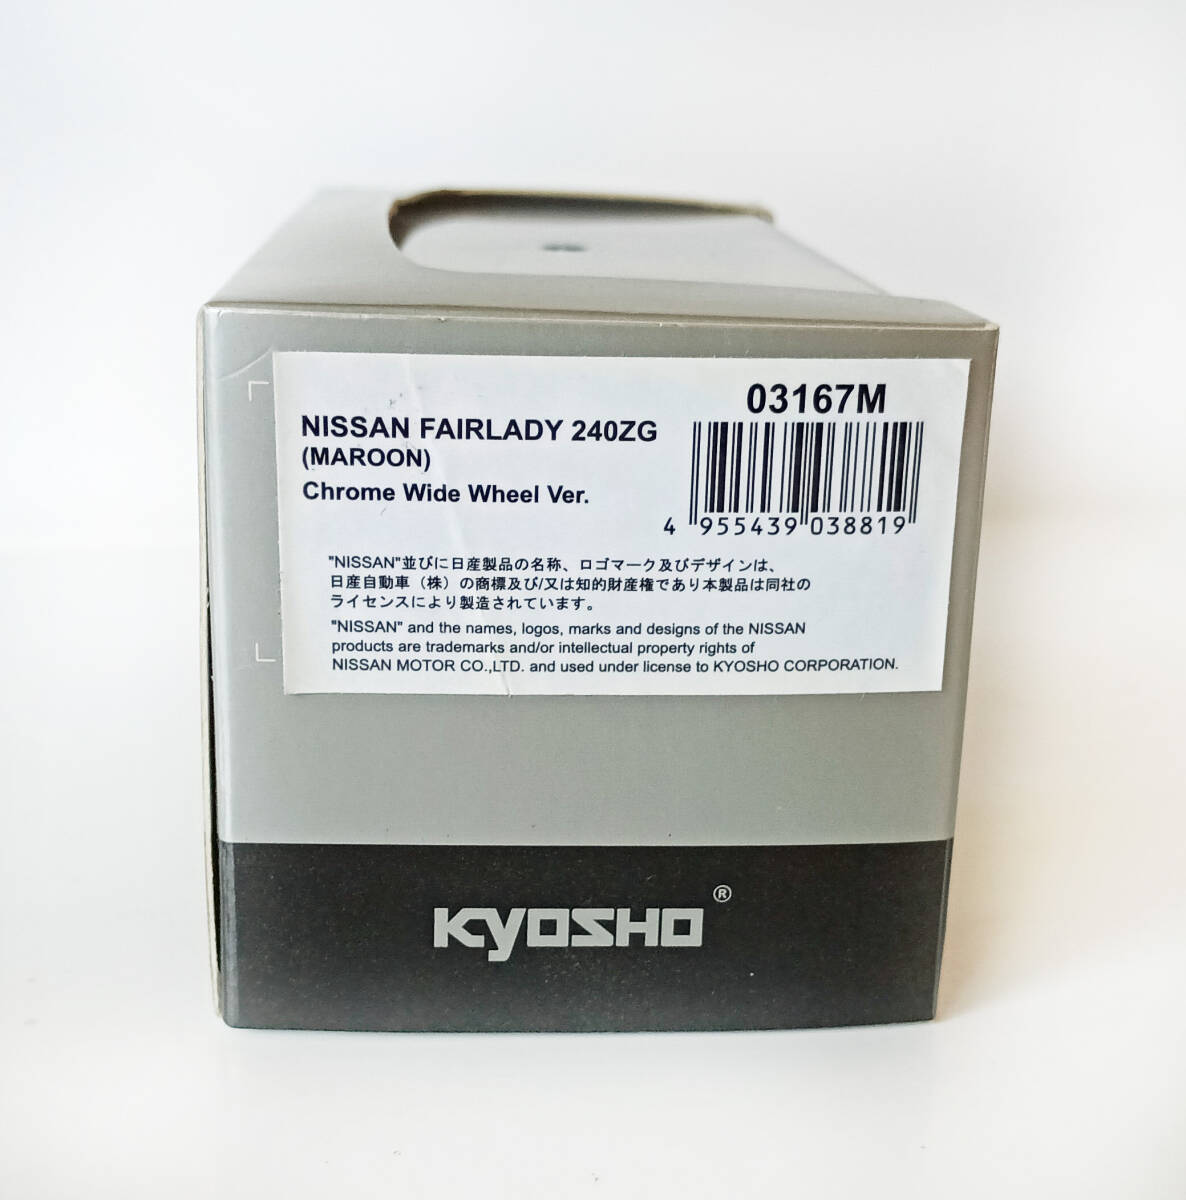 03167M
NISSAN FAIRLADY 240ZG
(MAROON)
Chrome Wide Wheel Ver.
4 955439 038819
"NISSAN"並びに日産製品の名称、ロゴマーク及びデザインは、
日産自動車（株）の商標及び/又は知的財産権であり本製品は同社の
ライセンスにより製造されています。
"NISSAN" and the names, logos, marks and designs of the NISSAN
products are trademarks and/or intellectual property rights of
NISSAN MOTOR CO.,LTD. and used under license to KYOSHO CORPORATION.
KYOSHO®